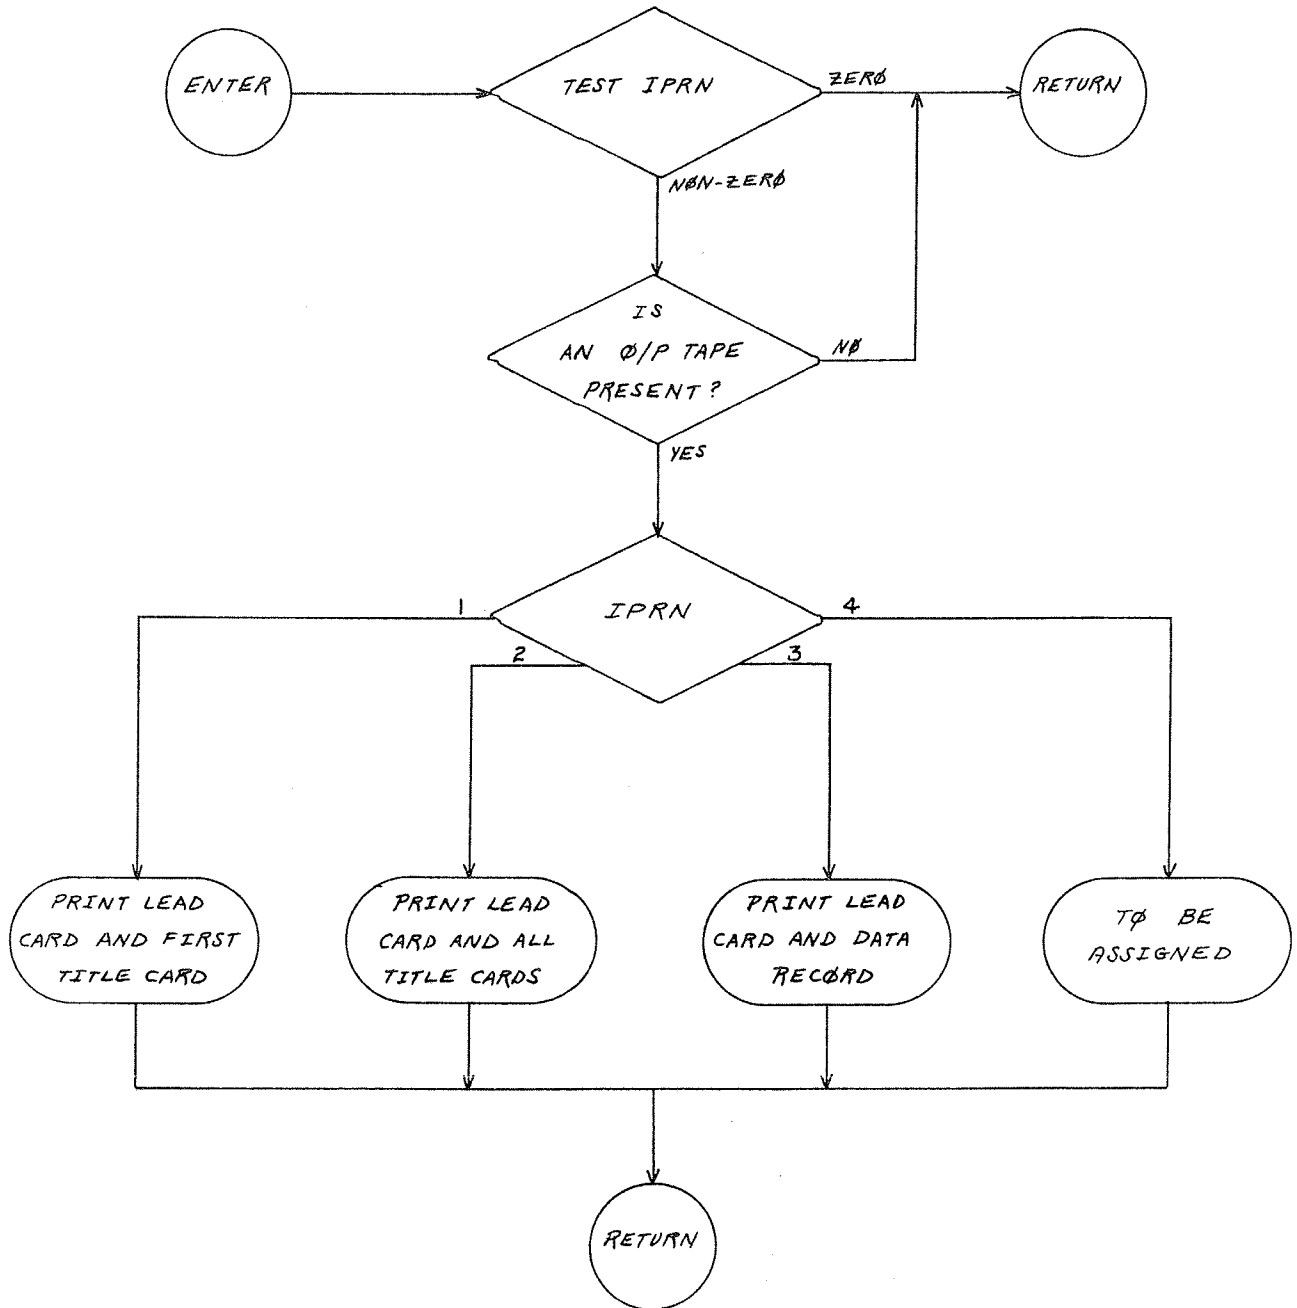 ENTER
TEST IPRN
ZERØ
RETURN
NØN-ZERØ
IS
AN Ø/P TAPE
PRESENT?
NØ
YES
IPRN
1
2
3
4
PRINT LEAD
CARD AND FIRST
TITLE CARD
PRINT LEAD
CARD AND ALL
TITLE CARDS
PRINT LEAD
CARD AND DATA
RECØRD
TØ BE
ASSIGNED
RETURN